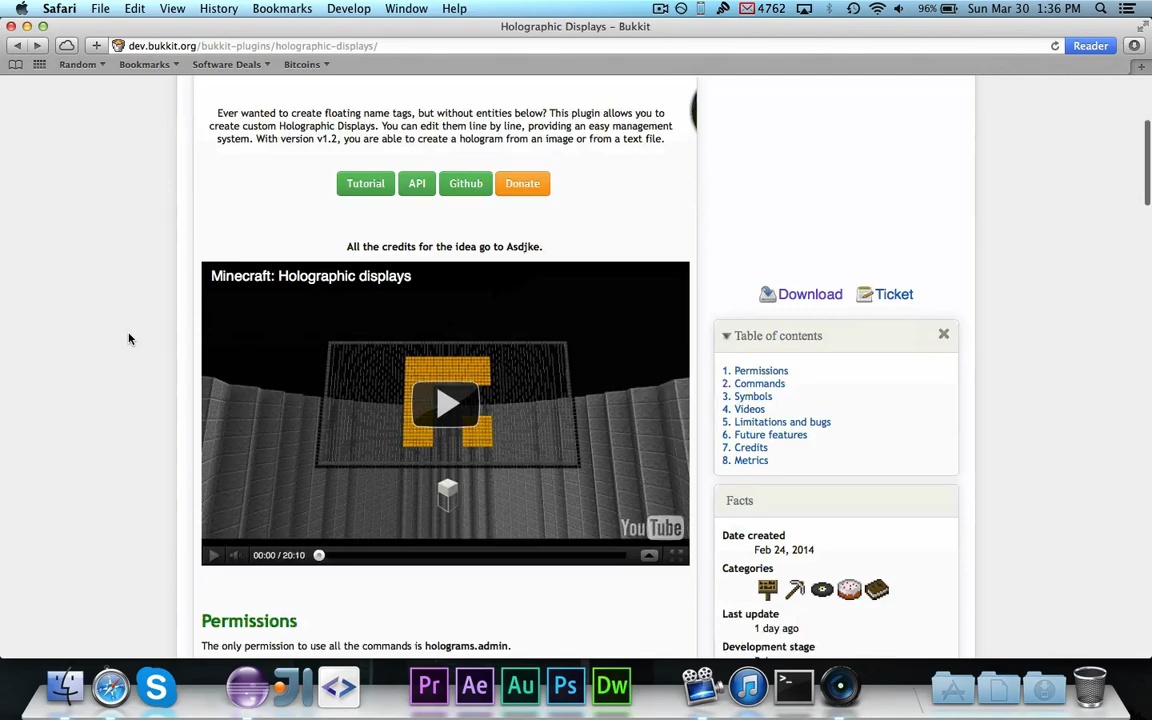 Safari File Edit View History Bookmarks Develop Window Help 4762 96% Sun Mar 30 1:36 PM
Holographic Displays – Bukkit
dev.bukkit.org/bukkit-plugins/holographic-displays/ Reader
Random Bookmarks Software Deals Bitcoins
Ever wanted to create floating name tags, but without entities below? This plugin allows you to
create custom Holographic Displays. You can edit them line by line, providing an easy management
system. With version v1.2, you are able to create a hologram from an image or from a text file.
Tutorial API Github Donate
All the credits for the idea go to Asdjke.
Minecraft: Holographic displays
YouTube
00:00 / 20:10
Permissions
The only permission to use all the commands is holograms.admin.
Download Ticket
Table of contents
1. Permissions
2. Commands
3. Symbols
4. Videos
5. Limitations and bugs
6. Future features
7. Credits
8. Metrics
Facts
Date created
Feb 24, 2014
Categories
Last update
1 day ago
Development stage
S Pr Ae Au Ps Dw